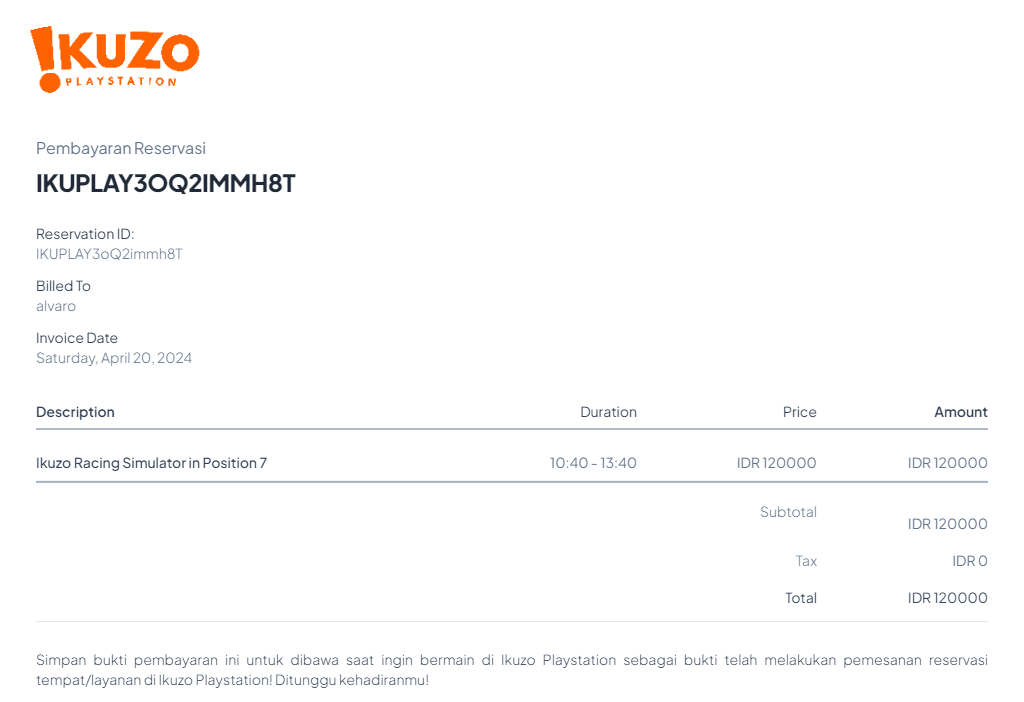 IKUZO
PLAYSTATION
Pembayaran Reservasi
IKUPLAY3OQ2IMMH8T
Reservation ID:
IKUPLAY3oQ2immh8T
Billed To
alvaro
Invoice Date
Saturday, April 20, 2024
Description Duration Price Amount
Ikuzo Racing Simulator in Position 7 10:40 - 13:40 IDR 120000 IDR 120000
Subtotal IDR 120000
Tax IDR 0
Total IDR 120000
Simpan bukti pembayaran ini untuk dibawa saat ingin bermain di Ikuzo Playstation sebagai bukti telah melakukan pemesanan reservasi
tempat/layanan di Ikuzo Playstation! Ditunggu kehadiranmu!